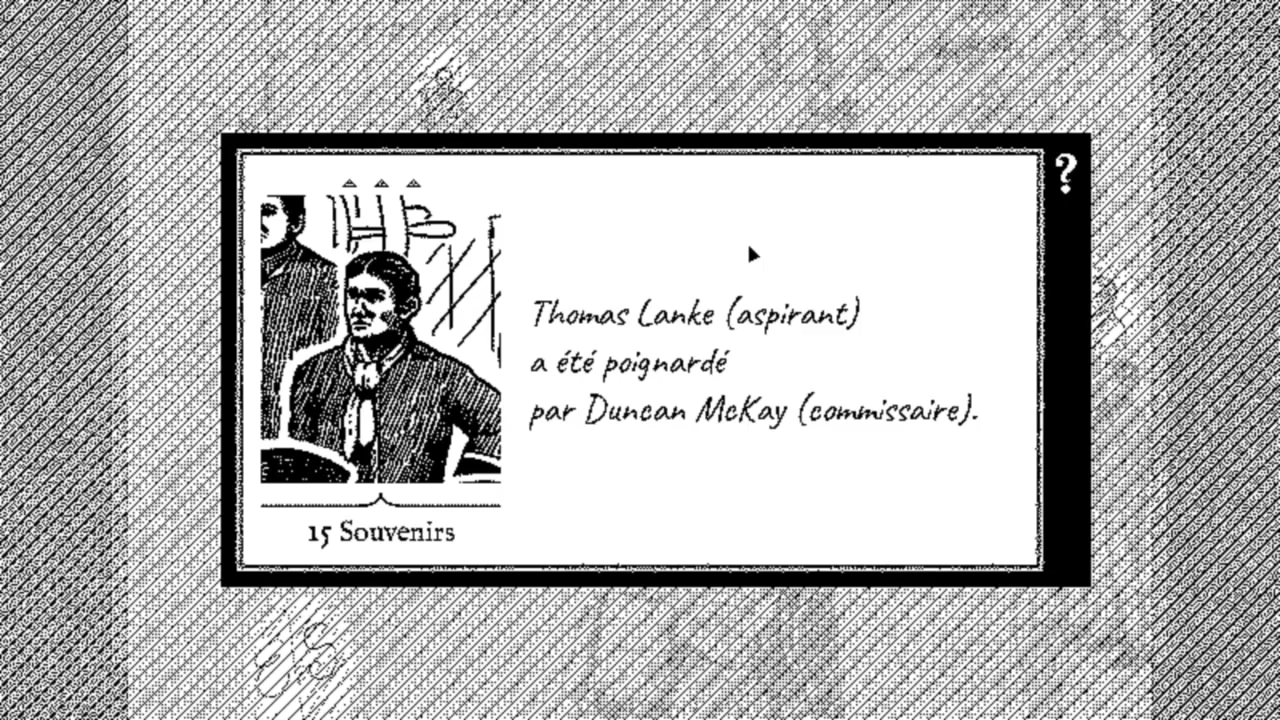 ?
Thomas Lanke (aspirant)
a été poignardé
par Duncan McKay (commissaire).
15 Souvenirs